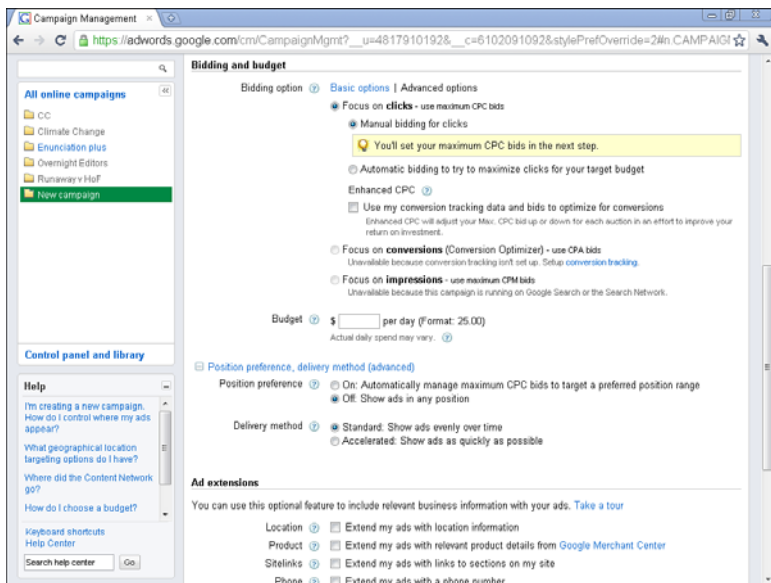 Campaign Management
https://adwords.google.com/cm/CampaignMgmt?__u=4817910192&__c=6102091092&stylePrefOverride=2#n.CAMPAIG
All online campaigns
CC
Climate Change
Enunciation plus
Overnight Editors
Runaway v HoF
New campaign
Control panel and library
Help
I'm creating a new campaign.
How do I control where my ads
appear?
What geographical location
targeting options do I have?
Where did the Content Network
go?
How do I choose a budget?
Keyboard shortcuts
Help Center
Search help center Go
Bidding and budget
Bidding option Basic options | Advanced options
Focus on clicks - use maximum CPC bids
Manual bidding for clicks
You'll set your maximum CPC bids in the next step.
Automatic bidding to try to maximize clicks for your target budget
Enhanced CPC
Use my conversion tracking data and bids to optimize for conversions
Enhanced CPC will adjust your Max. CPC bid up or down for each auction in an effort to improve your
return on investment.
Focus on conversions (Conversion Optimizer) - use CPA bids
Unavailable because conversion tracking isn't set up. Setup conversion tracking.
Focus on impressions - use maximum CPM bids
Unavailable because this campaign is running on Google Search or the Search Network.
Budget $ per day (Format: 25.00)
Actual daily spend may vary.
Position preference, delivery method (advanced)
Position preference On: Automatically manage maximum CPC bids to target a preferred position range
Off: Show ads in any position
Delivery method Standard: Show ads evenly over time
Accelerated: Show ads as quickly as possible
Ad extensions
You can use this optional feature to include relevant business information with your ads. Take a tour
Location Extend my ads with location information
Product Extend my ads with relevant product details from Google Merchant Center
Sitelinks Extend my ads with links to sections on my site
Phone Extend my ads with a phone number